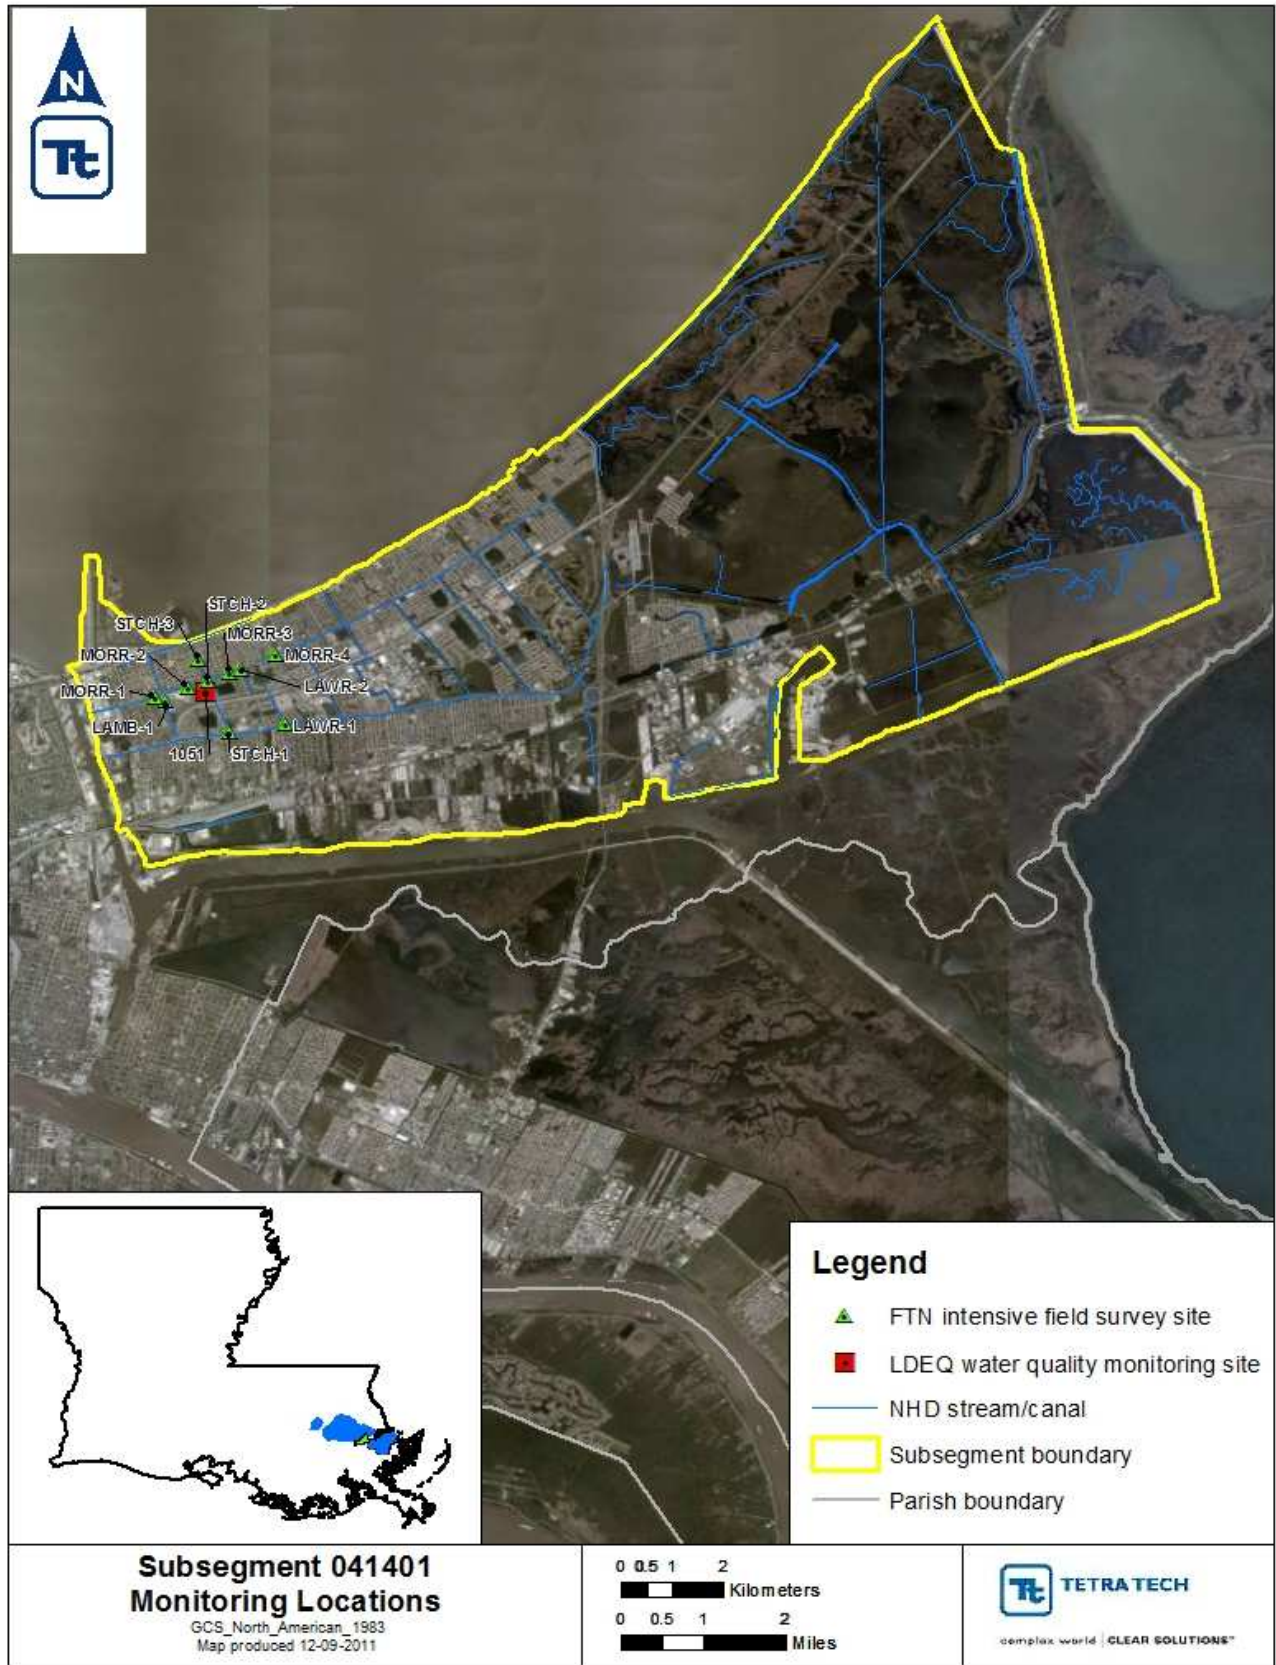 N
Tt
STCH-2
STCH-3
MORR-3
MORR-2
MORR-4
LAWR-2
MORR-1
LAMB-1
LAWR-1
1051
STCH-1
Legend
FTN intensive field survey site
LDEQ water quality monitoring site
NHD stream/canal
Subsegment boundary
Parish boundary
Subsegment 041401
Monitoring Locations
GCS_North_American_1983
Map produced 12-09-2011
0 0.5 1 2
Kilometers
0 0.5 1 2
Miles
Tt TETRA TECH
complex world | CLEAR SOLUTIONS™